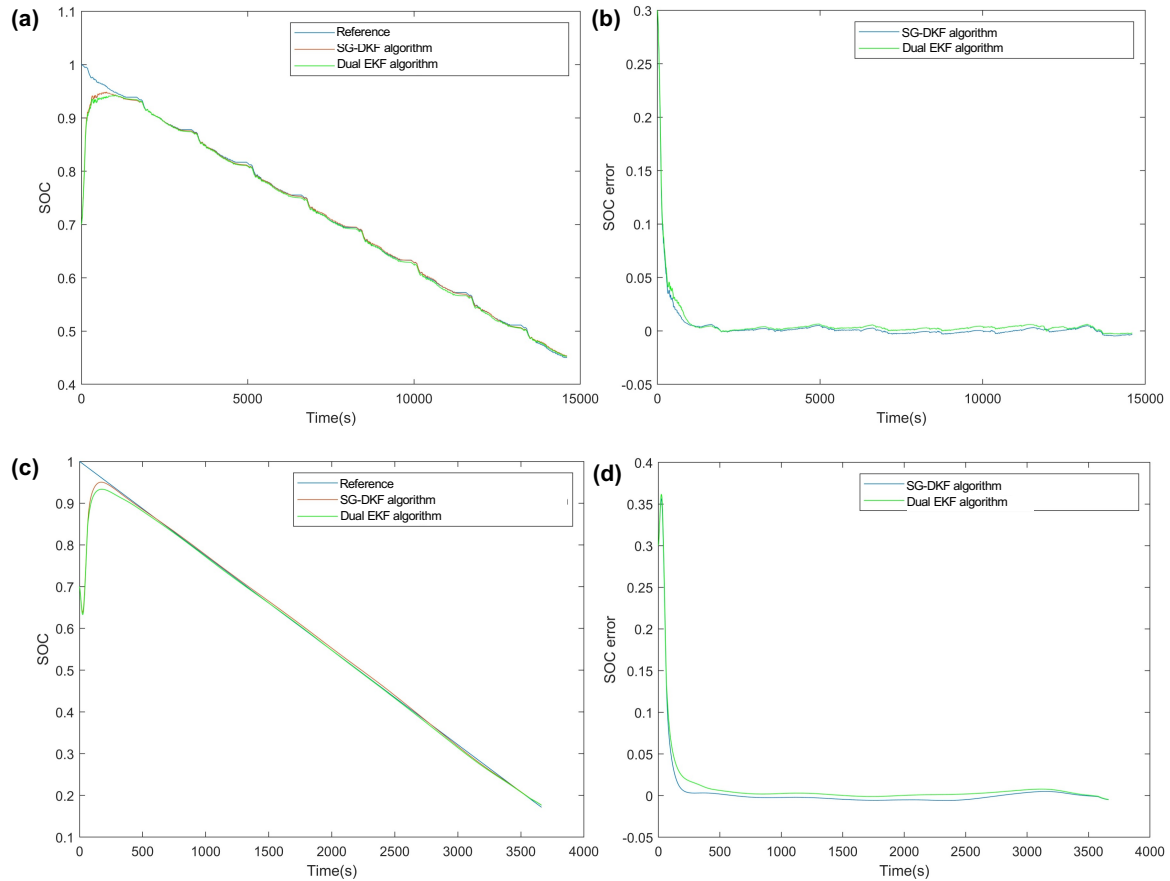 (a)
1.1
1
0.9
0.8
0.7
0.6
0.5
0.4
SOC
0
5000
10000
15000
Time(s)
Reference
SG-DKF algorithm
Dual EKF algorithm
(b)
0.3
0.25
0.2
0.15
0.1
0.05
0
-0.05
SOC error
0
5000
10000
15000
Time(s)
SG-DKF algorithm
Dual EKF algorithm
(c)
1
0.9
0.8
0.7
0.6
0.5
0.4
0.3
0.2
0.1
SOC
0
500
1000
1500
2000
2500
3000
3500
4000
Time(s)
Reference
SG-DKF algorithm
Dual EKF algorithm
(d)
0.4
0.35
0.3
0.25
0.2
0.15
0.1
0.05
0
-0.05
SOC error
0
500
1000
1500
2000
2500
3000
3500
4000
Time(s)
SG-DKF algorithm
Dual EKF algorithm